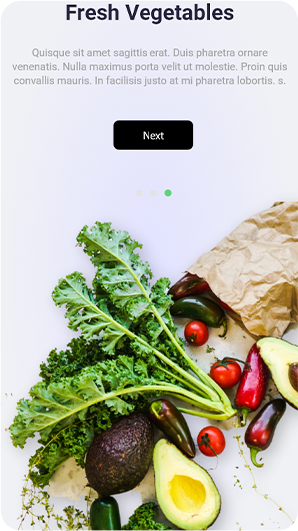 Fresh Vegetables
Quisque sit amet sagittis erat. Duis pharetra ornare
venenatis. Nulla maximus porta velit ut molestie. Proin quis
convallis mauris. In facilisis justo at mi pharetra lobortis. s.
Next